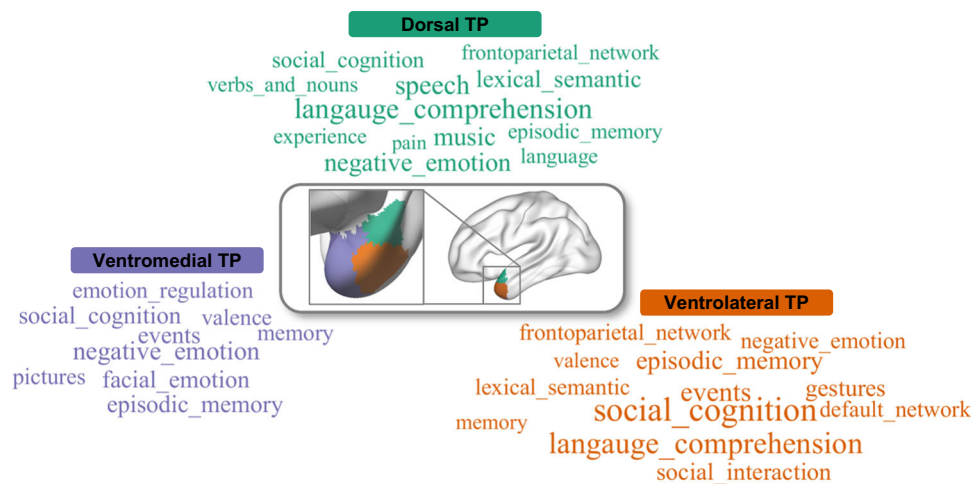 Dorsal TP
social_cognition frontoparietal_network
verbs_and_nouns speech lexical_semantic
langauge_comprehension
experience pain music episodic_memory
negative_emotion language
Ventromedial TP
emotion_regulation
social_cognition valence
events memory
negative_emotion
pictures facial_emotion
episodic_memory
Ventrolateral TP
frontoparietal_network negative_emotion
valence episodic_memory
lexical_semantic events gestures
social_cognition default_network
memory
langauge_comprehension
social_interaction